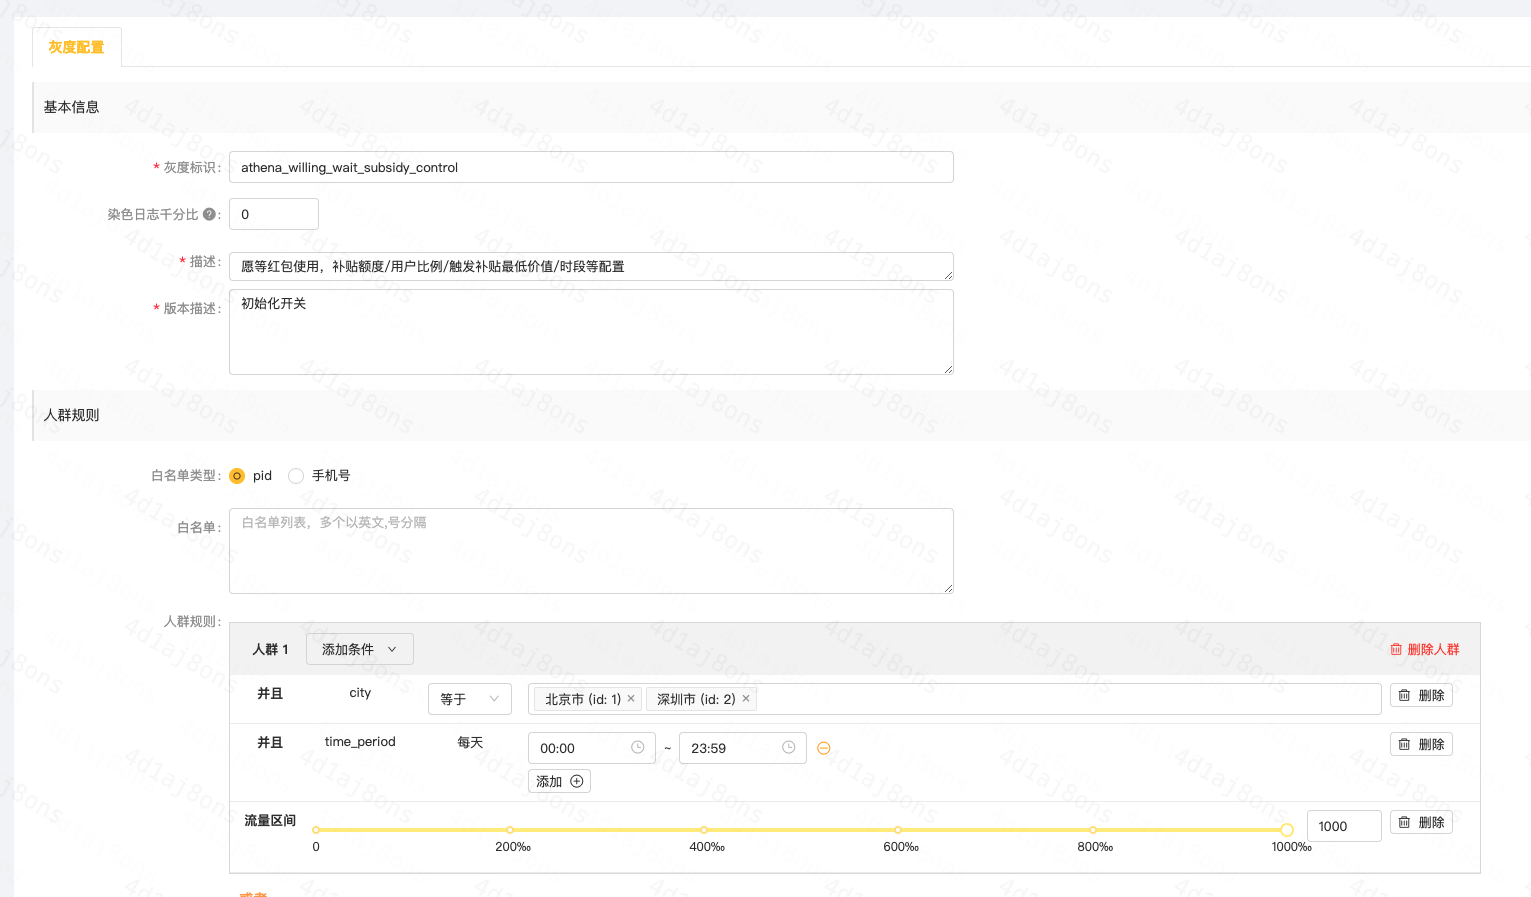 灰度配置
基本信息
* 灰度标识:
athena_willing_wait_subsidy_control
染色日志千分比 ? :
0
* 描述:
愿等红包使用，补贴额度/用户比例/触发补贴最低价值/时段等配置
* 版本描述:
初始化开关
人群规则
白名单类型:
pid
手机号
白名单:
白名单列表，多个以英文,号分隔
人群规则:
人群 1
添加条件
删除人群
并且 city 等于 北京市 (id: 1) × 深圳市 (id: 2) × 删除
并且 time_period 每天 00:00 ~ 23:59 删除
添加
流量区间 1000 删除
0 200‰ 400‰ 600‰ 800‰ 1000‰
或者
4d1aj8ons